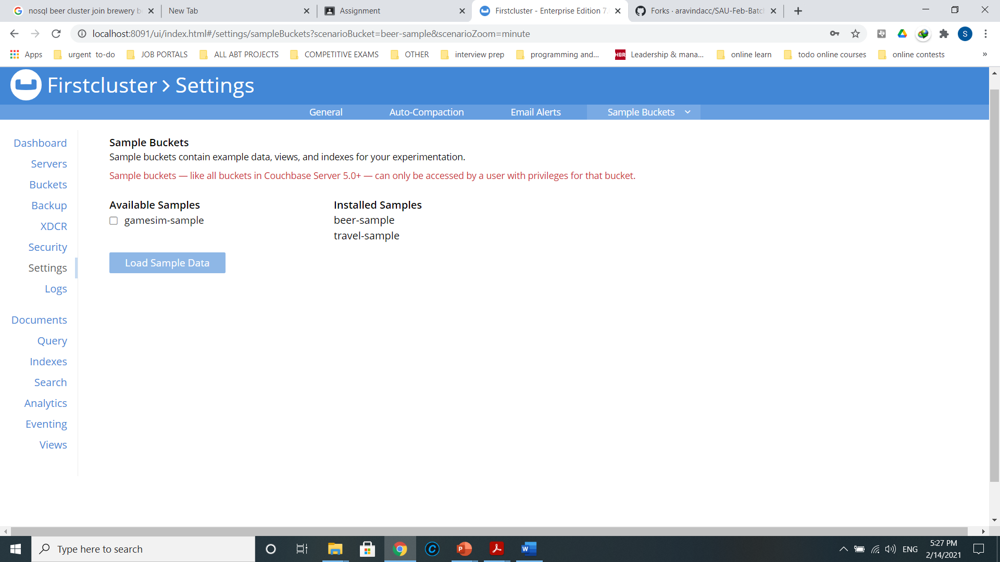 nosql beer cluster join brewery b
New Tab
Assignment
Firstcluster - Enterprise Edition 7.
Forks · aravindacc/SAU-Feb-Batc
localhost:8091/ui/index.html#/settings/sampleBuckets?scenarioBucket=beer-sample&scenarioZoom=minute
S
Apps
urgent to-do
JOB PORTALS
ALL ABT PROJECTS
COMPETITIVE EXAMS
OTHER
interview prep
programming and...
HBR
Leadership & mana...
online learn
todo online courses
online contests
»
Firstcluster > Settings
General
Auto-Compaction
Email Alerts
Sample Buckets
Dashboard
Servers
Buckets
Backup
XDCR
Security
Settings
Logs
Documents
Query
Indexes
Search
Analytics
Eventing
Views
Sample Buckets
Sample buckets contain example data, views, and indexes for your experimentation.
Sample buckets — like all buckets in Couchbase Server 5.0+ — can only be accessed by a user with privileges for that bucket.
Available Samples
gamesim-sample
Installed Samples
beer-sample
travel-sample
Load Sample Data
Type here to search
ENG
5:27 PM
2/14/2021